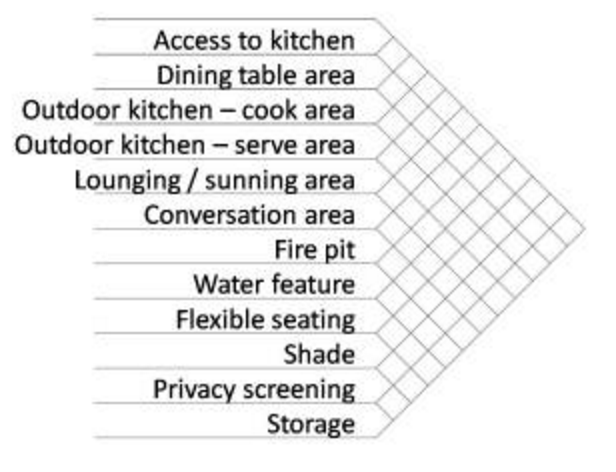 Access to kitchen
Dining table area
Outdoor kitchen – cook area
Outdoor kitchen – serve area
Lounging / sunning area
Conversation area
Fire pit
Water feature
Flexible seating
Shade
Privacy screening
Storage